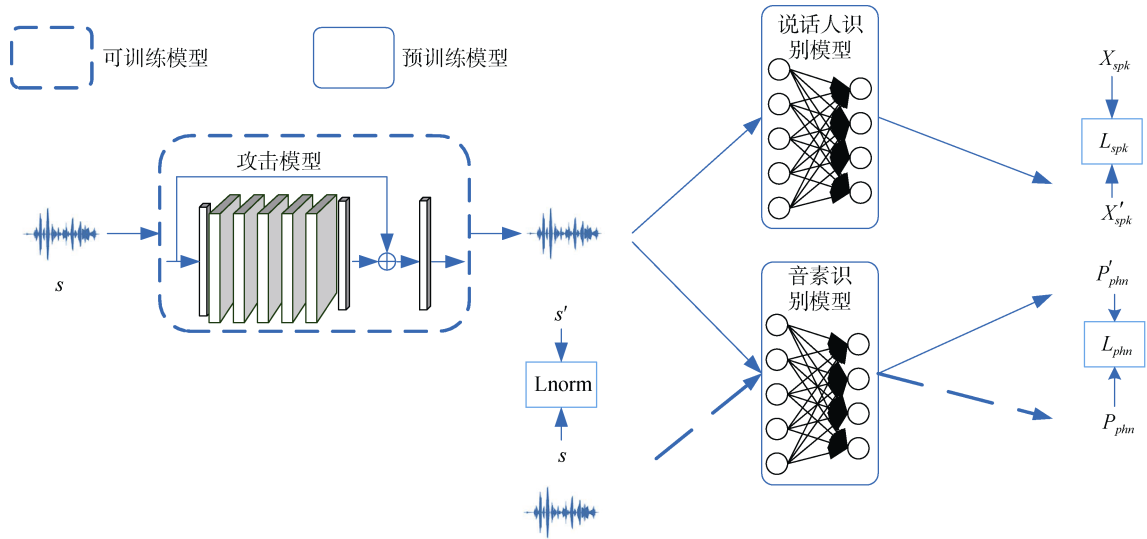 可训练模型
预训练模型
攻击模型
s
s′
Lnorm
s
说话人识
别模型
音素识
别模型
X_spk
L_spk
X′_spk
P′_phn
L_phn
P_phn